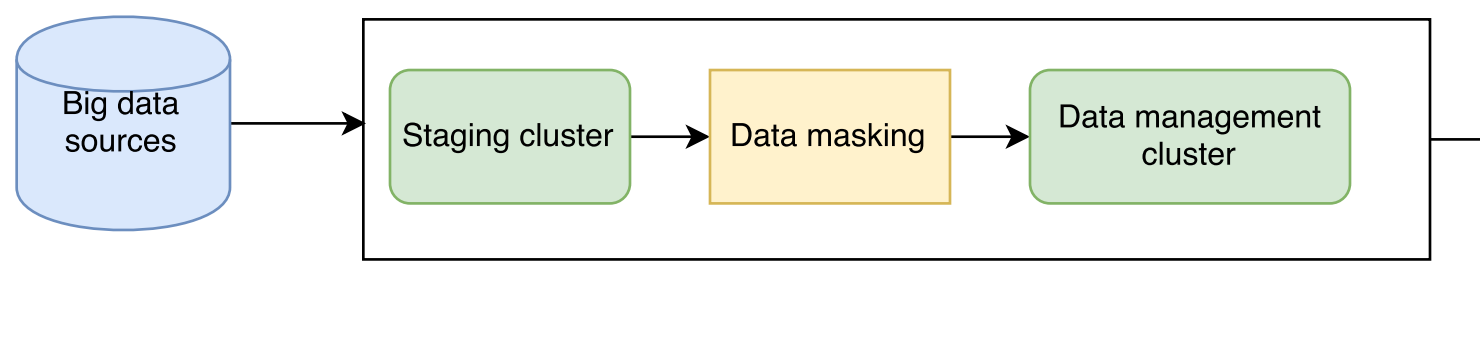 Big data
sources
Staging cluster
Data masking
Data management
cluster